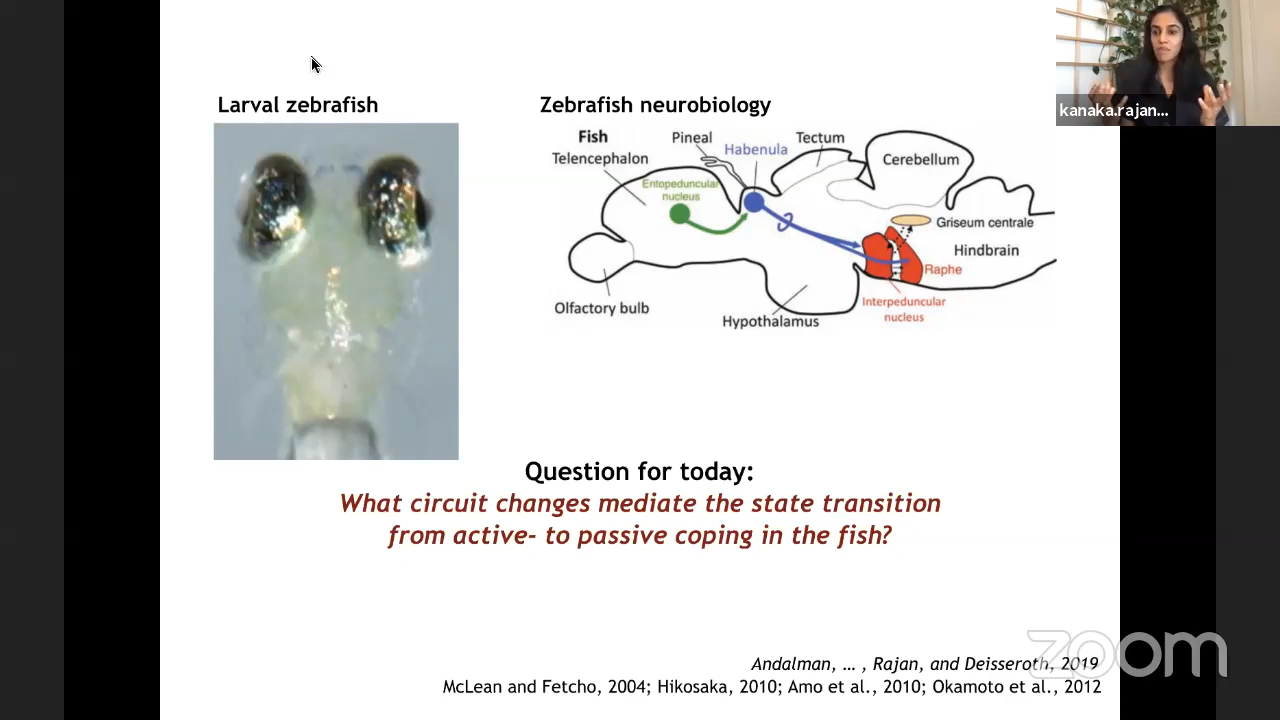 kanaka.rajan...
Larval zebrafish
Zebrafish neurobiology
Fish
Telencephalon
Pineal
Habenula
Tectum
Cerebellum
Entopeduncular
nucleus
Griseum centrale
Hindbrain
Raphe
Interpeduncular
nucleus
Olfactory bulb
Hypothalamus
Question for today:
What circuit changes mediate the state transition
from active- to passive coping in the fish?
zoom
Andalman, ... , Rajan, and Deisseroth, 2019
McLean and Fetcho, 2004; Hikosaka, 2010; Amo et al., 2010; Okamoto et al., 2012